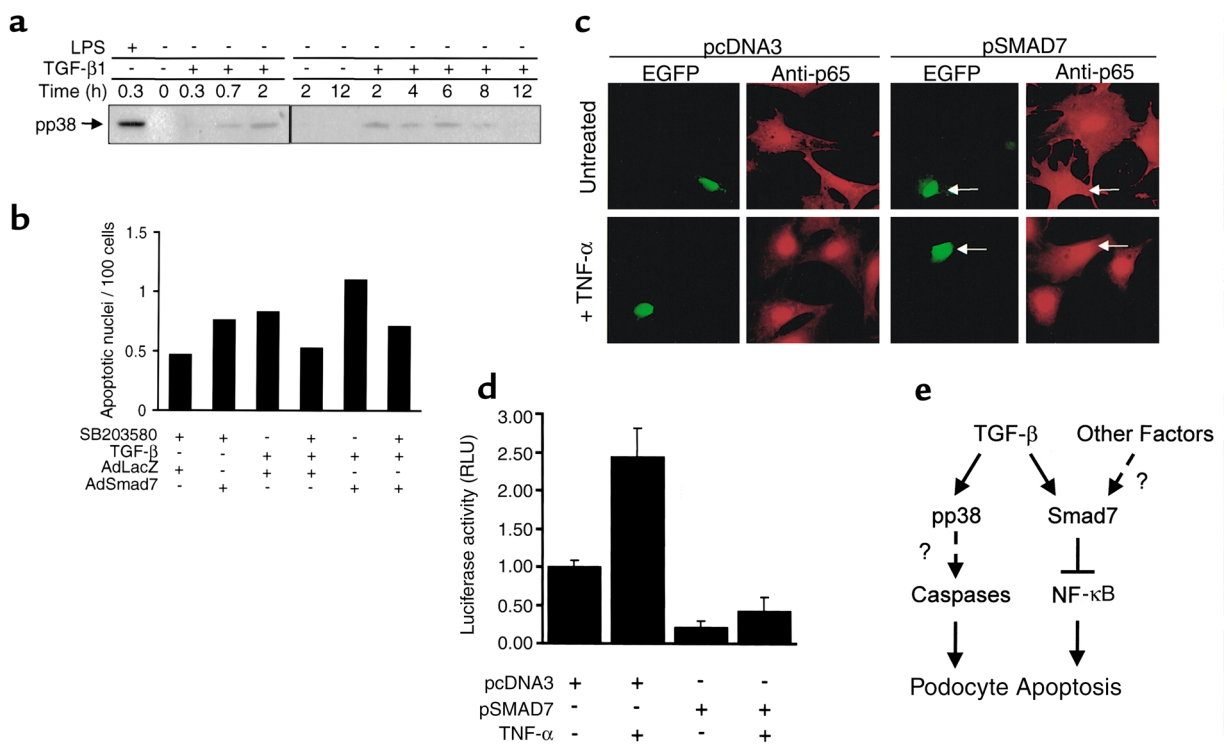 a
LPS + - - - - - - - - - - -
TGF-β1 - - + + + - - + + + + +
Time (h) 0.3 0 0.3 0.7 2 2 12 2 4 6 8 12
pp38
b
1.5
1
0.5
0
Apoptotic nuclei / 100 cells
SB203580 + + - + - +
TGF-β - - + + + +
AdLacZ + - + + - -
AdSmad7 - + - - + +
c
pcDNA3 pSMAD7
EGFP Anti-p65 EGFP Anti-p65
Untreated
+ TNF-α
d
3.00
2.50
2.00
1.50
1.00
0.50
0.00
Luciferase activity (RLU)
pcDNA3 + + - -
pSMAD7 - - + +
TNF-α - + - +
e
TGF-β Other Factors
?
pp38 Smad7
?
Caspases NF-κB
Podocyte Apoptosis